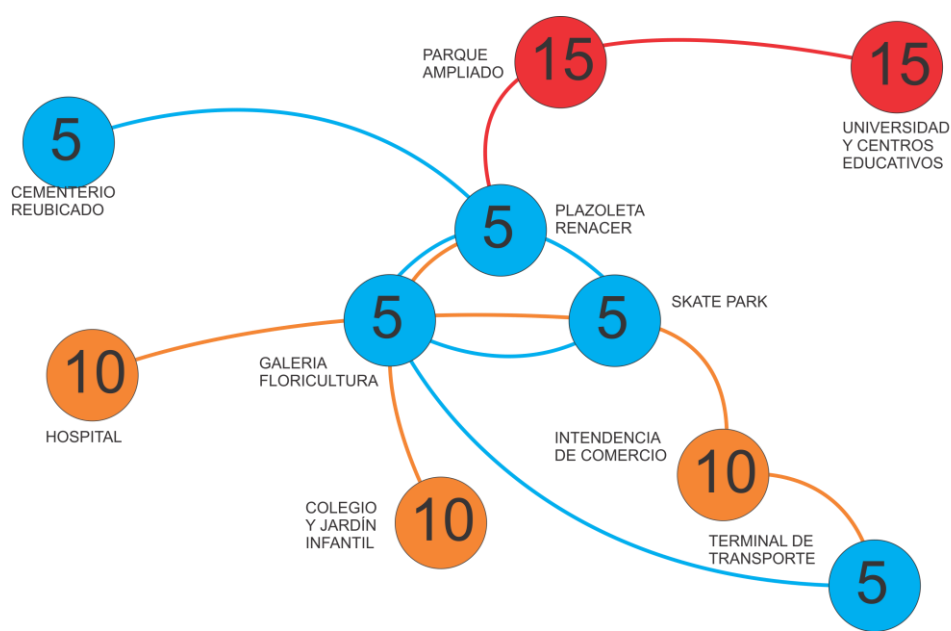 PARQUE
AMPLIADO
15
15
UNIVERSIDAD
Y CENTROS
EDUCATIVOS
5
CEMENTERIO
REUBICADO
5
PLAZOLETA
RENACER
5
5
SKATE PARK
GALERIA
FLORICULTURA
10
HOSPITAL
INTENDENCIA
DE COMERCIO
10
COLEGIO
Y JARDÍN
INFANTIL
10
TERMINAL DE
TRANSPORTE
5